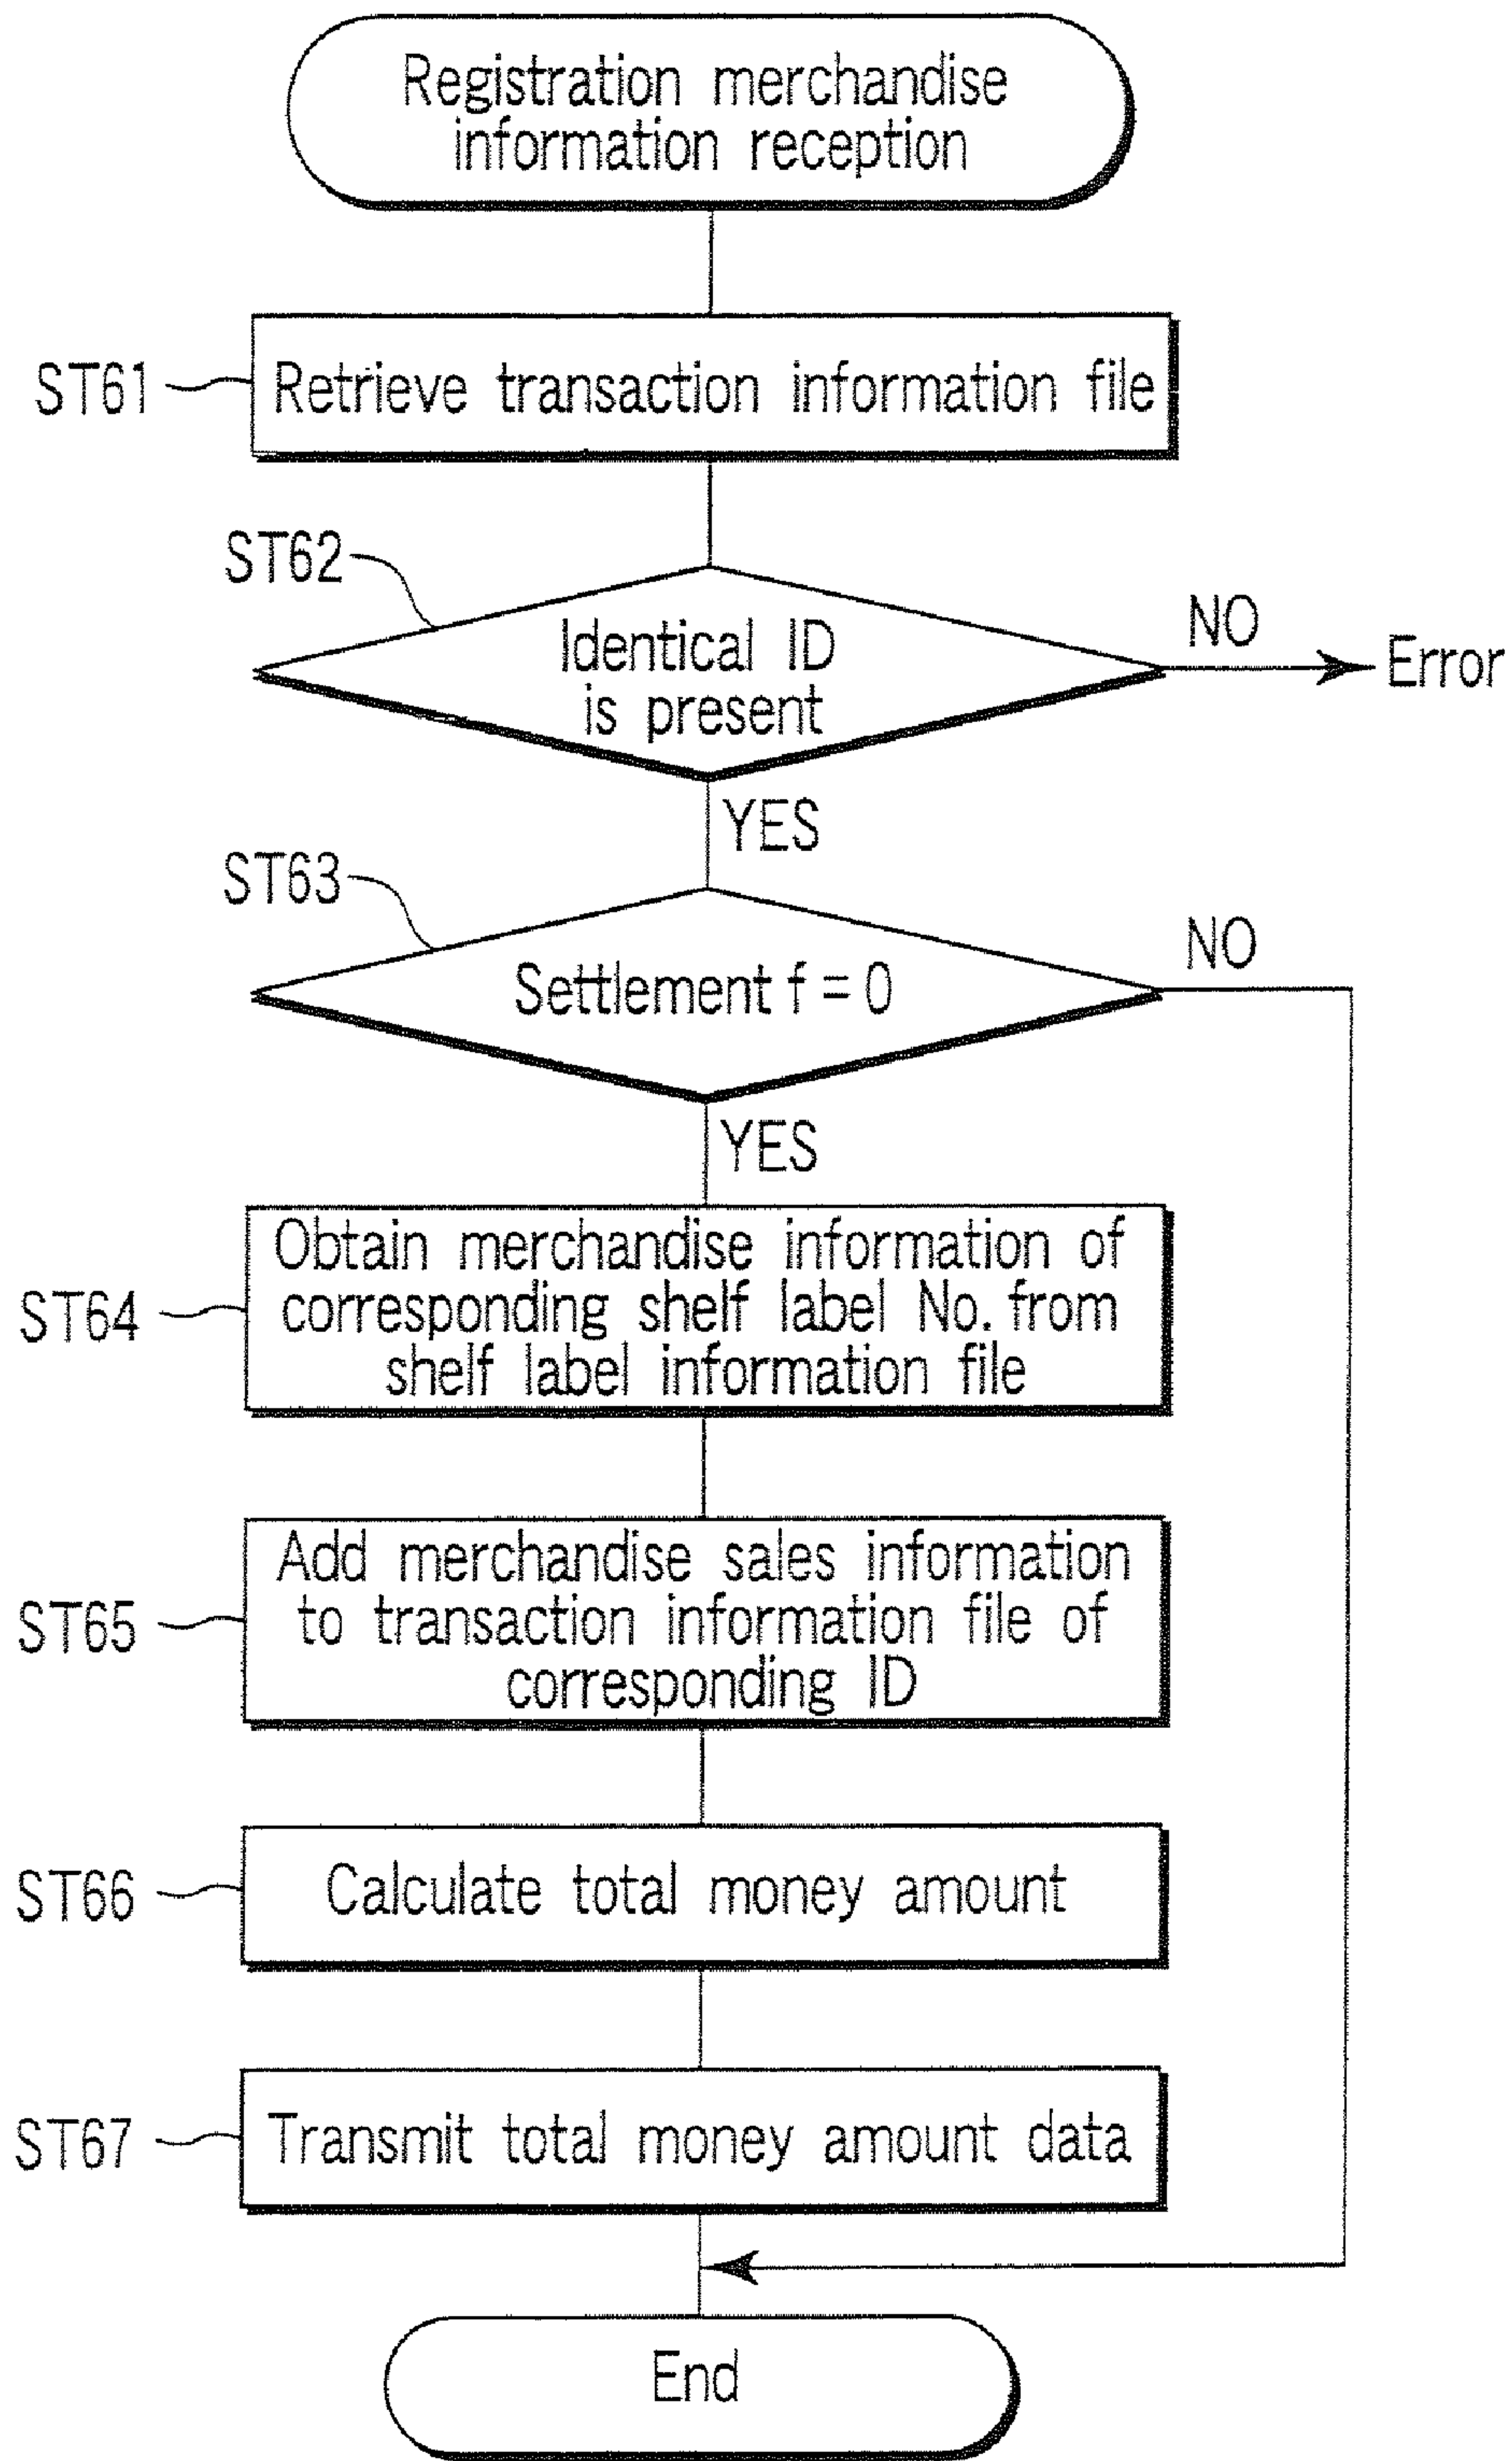 Registration merchandise
information reception
ST61
Retrieve transaction information file
ST62
Identical ID
is present
NO
Error
YES
ST63
Settlement f = 0
NO
YES
ST64
Obtain merchandise information of
corresponding shelf label No. from
shelf label information file
ST65
Add merchandise sales information
to transaction information file of
corresponding ID
ST66
Calculate total money amount
ST67
Transmit total money amount data
End